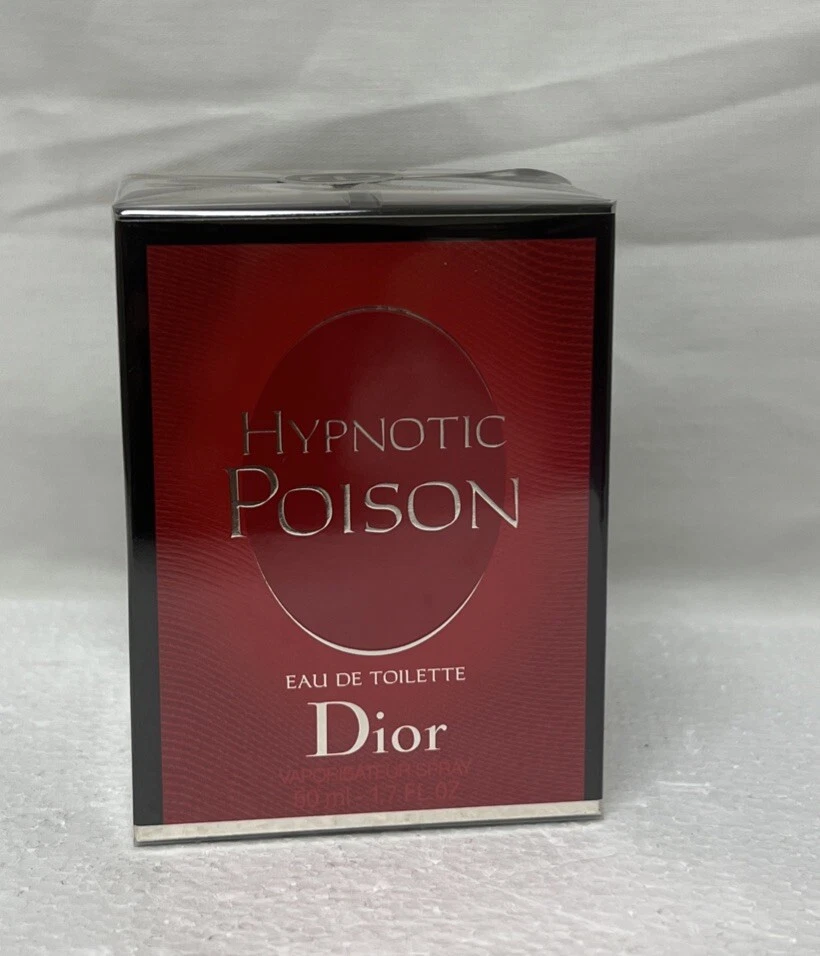 HYPNOTIC
POISON
EAU DE TOILETTE
Dior
VAPORISATEUR SPRAY
50 ml - 1.7 FL. OZ